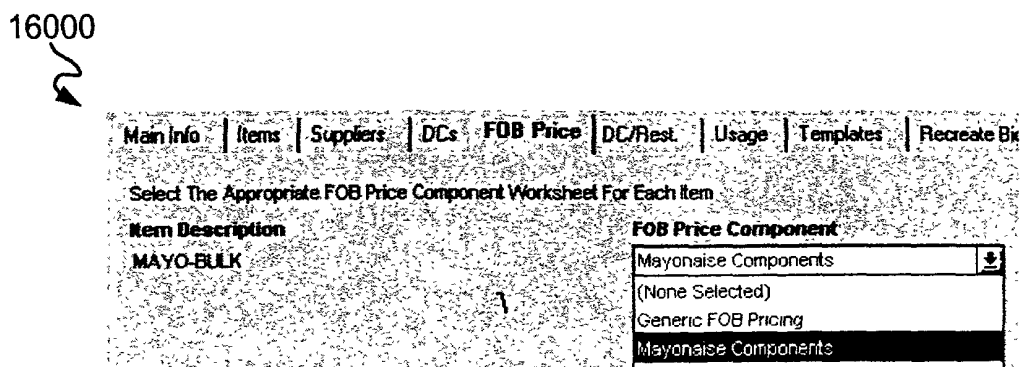 16000
Main Info | Items | Suppliers | DCs FOB Price | DC/Rest. | Usage | Templates | Recreate Bid
Select The Appropriate FOB Price Component Worksheet For Each Item
Item Description FOB Price Component
MAYO-BULK Mayonaise Components
(None Selected)
Generic FOB Pricing
Mayonaise Components